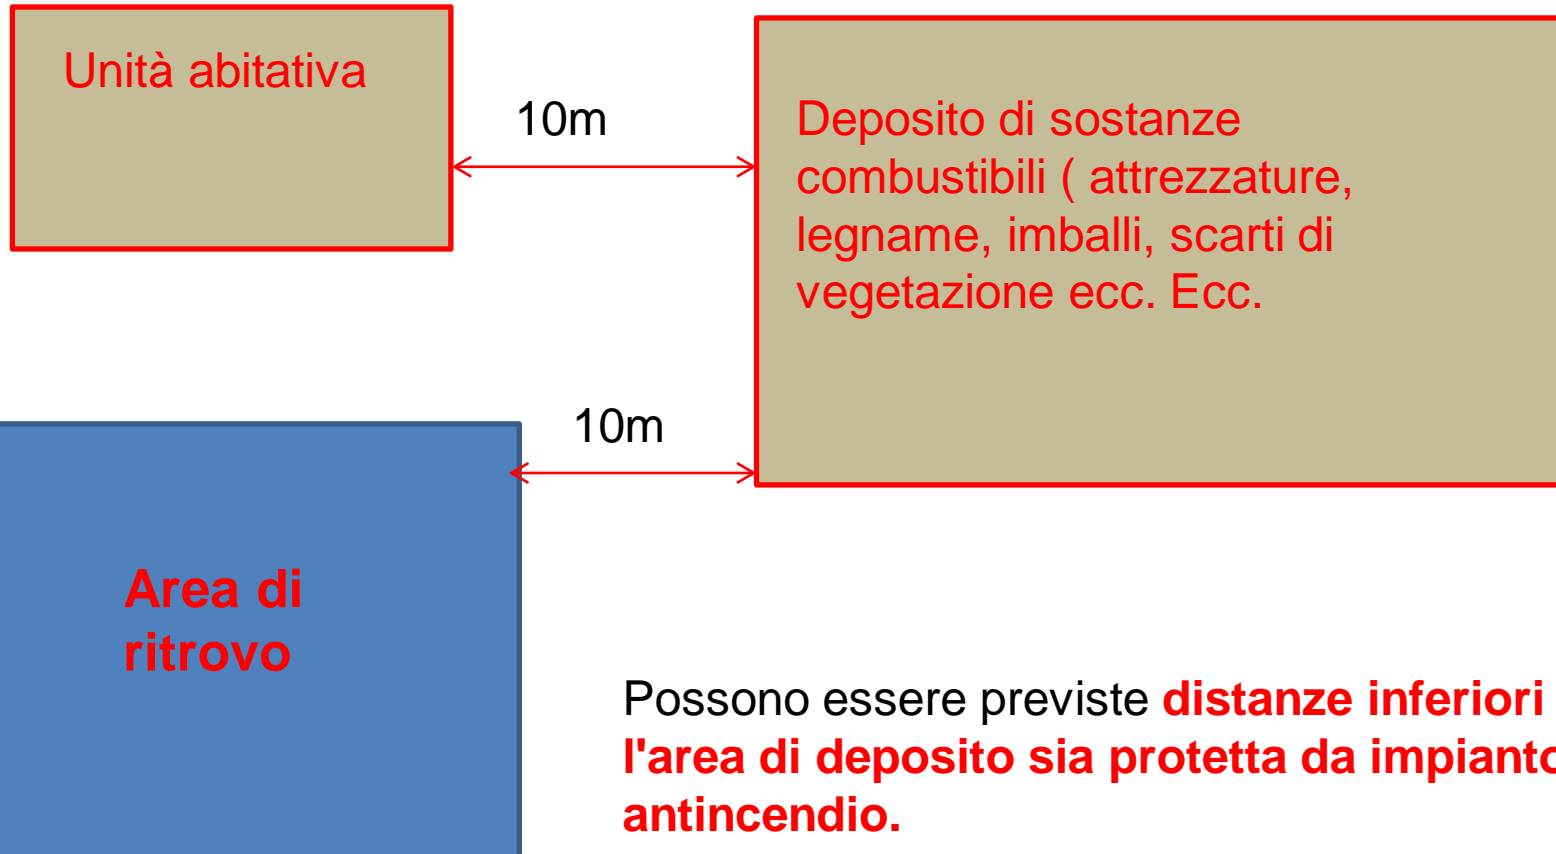 Unità abitativa
10m
Deposito di sostanze
combustibili ( attrezzature,
legname, imballi, scarti di
vegetazione ecc. Ecc.
10m
Area di
ritrovo
Possono essere previste distanze inferiori
l'area di deposito sia protetta da impianto
antincendio.